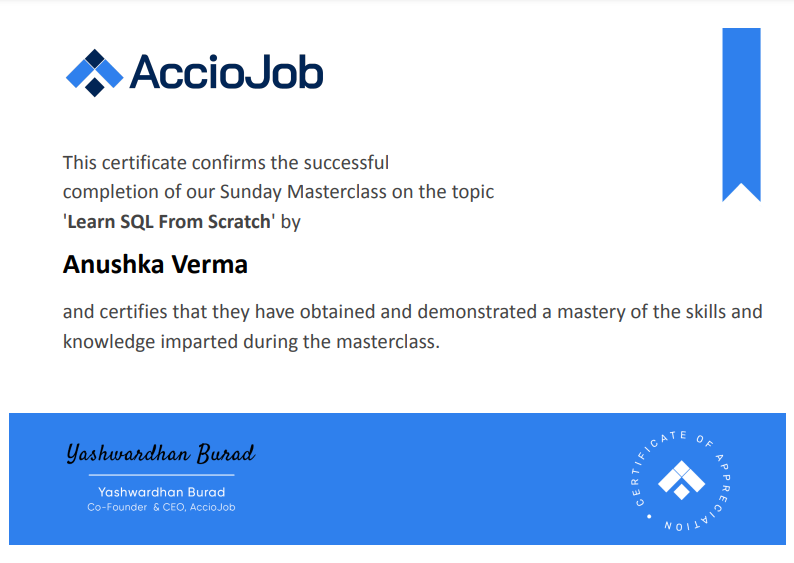 AccioJob
This certificate confirms the successful
completion of our Sunday Masterclass on the topic
'Learn SQL From Scratch' by
Anushka Verma
and certifies that they have obtained and demonstrated a mastery of the skills and
knowledge imparted during the masterclass.
Yashwardhan Burad
Yashwardhan Burad
Co-Founder & CEO, AccioJob
CERTIFICATE OF APPRECIATION •